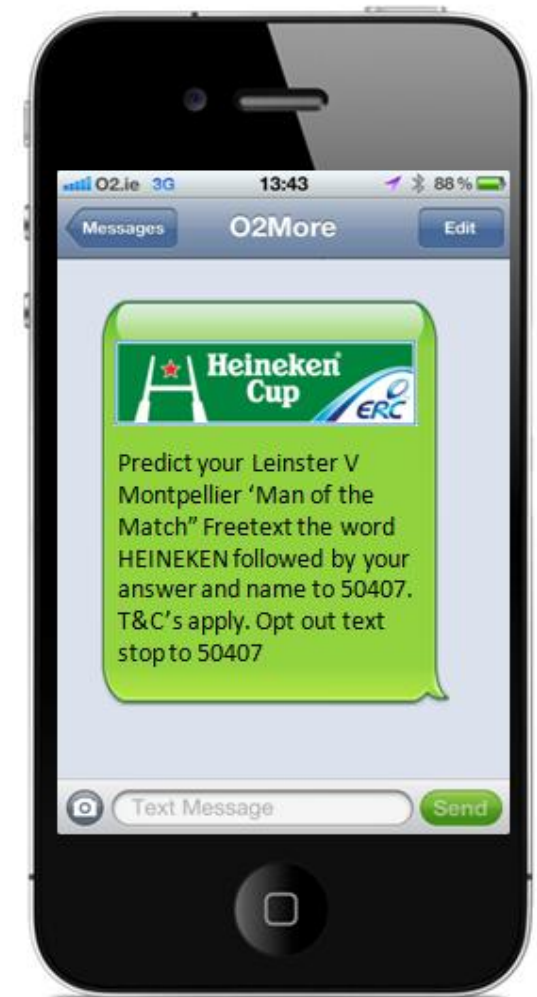 O2.ie 3G 13:43 88%
Messages O2More Edit
Heineken
Cup
ERC
Predict your Leinster V
Montpellier ‘Man of the
Match” Freetext the word
HEINEKEN followed by your
answer and name to 50407.
T&C’s apply. Opt out text
stop to 50407
Text Message Send